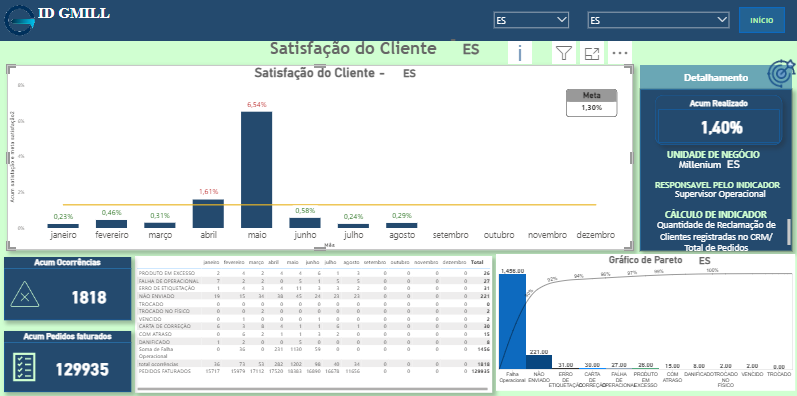 ID GMILL
ES
ES
INÍCIO
Satisfação do Cliente ES
Satisfação do Cliente - ES
Acum satisfação e meta satisfação2
8%
6%
4%
2%
0%
0,23%
0,46%
0,31%
1,61%
6,54%
0,58%
0,24%
0,29%
janeiro fevereiro março abril maio junho julho agosto setembro outubro novembro dezembro
Mês
Meta
1,30%
Detalhamento
Acum Realizado
1,40%
UNIDADE DE NEGÓCIO
Millenium ES
RESPONSAVEL PELO INDICADOR
Supervisor Operacional
CÁLCULO DE INDICADOR
Quantidade de Reclamação de
Clientes registradas no CRM/
Total de Pedidos
Acum Ocorrências
1818
Acum Pedidos faturados
129935
janeiro fevereiro março abril maio junho julho agosto setembro outubro novembro dezembro Total
PRODUTO EM EXCESSO 2 4 2 4 4 6 1 3 0 0 0 0 26
FALHA DE OPERACIONAL 7 2 2 0 5 1 5 5 0 0 0 0 27
ERRO DE ETIQUETAÇÃO 1 4 3 4 11 3 3 2 0 0 0 0 31
NÃO ENVIADO 19 15 34 38 45 24 23 23 0 0 0 0 221
TROCADO 0 0 0 0 0 0 0 0 0 0 0 0 0
TROCADO NO FISICO 0 0 0 2 0 0 0 0 0 0 0 0 2
VENCIDO 0 1 0 0 1 0 0 0 0 0 0 0 2
CARTA DE CORREÇÃO 6 3 8 4 1 1 6 1 0 0 0 0 30
COM ATRASO 0 6 2 1 1 3 2 0 0 0 0 0 15
DANIFICADO 1 2 0 0 5 0 0 0 0 0 0 0 8
Soma de Falha Operacional 0 36 0 231 1130 59 0 0 0 0 0 0 1456
total ocorrências 36 73 53 282 1202 98 40 34 0 0 0 0 1818
PEDIDOS FATURADOS 15717 15979 17112 17520 18383 16890 16678 11656 0 0 0 0 129935
Gráfico de Pareto ES
1,456.00
221.00
31.00
30.00
27.00
26.00
15.00
8.00
2.00
2.00
0.00
92%
94%
96%
97%
99%
100%
Falha Operacional
NÃO ENVIADO
ERRO DE ETIQUETAÇÃO
CARTA DE CORREÇÃO
FALHA DE OPERACIONAL
PRODUTO EM EXCESSO
COM ATRASO
DANIFICADO
TROCADO NO FISICO
VENCIDO
TROCADO